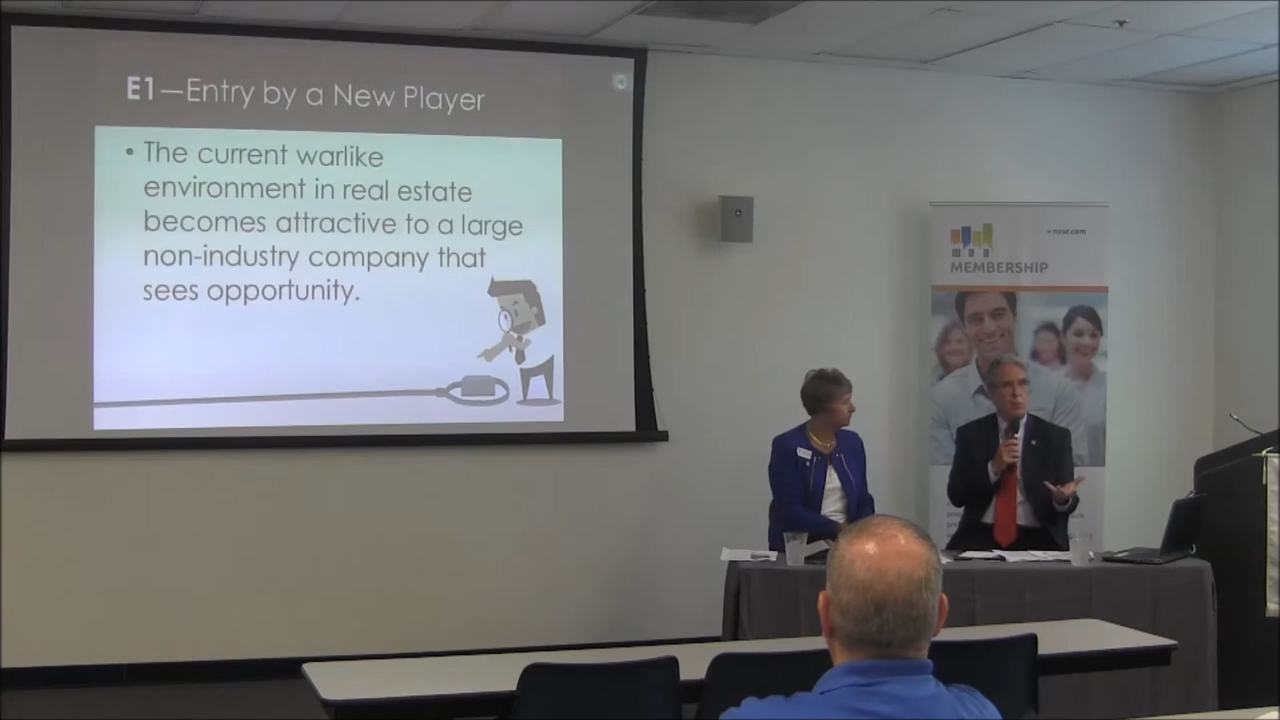 E1—Entry by a New Player
• The current warlike
environment in real estate
becomes attractive to a large
non-industry company that
sees opportunity.
MEMBERSHIP